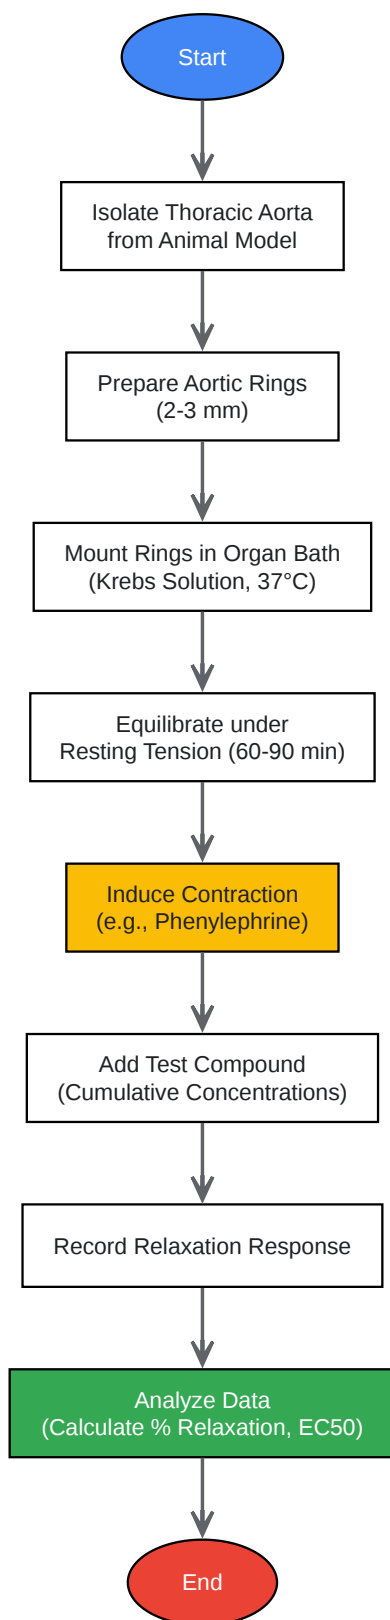 Start
Isolate Thoracic Aorta
from Animal Model
Prepare Aortic Rings
(2-3 mm)
Mount Rings in Organ Bath
(Krebs Solution, 37°C)
Equilibrate under
Resting Tension (60-90 min)
Induce Contraction
(e.g., Phenylephrine)
Add Test Compound
(Cumulative Concentrations)
Record Relaxation Response
Analyze Data
(Calculate % Relaxation, EC50)
End